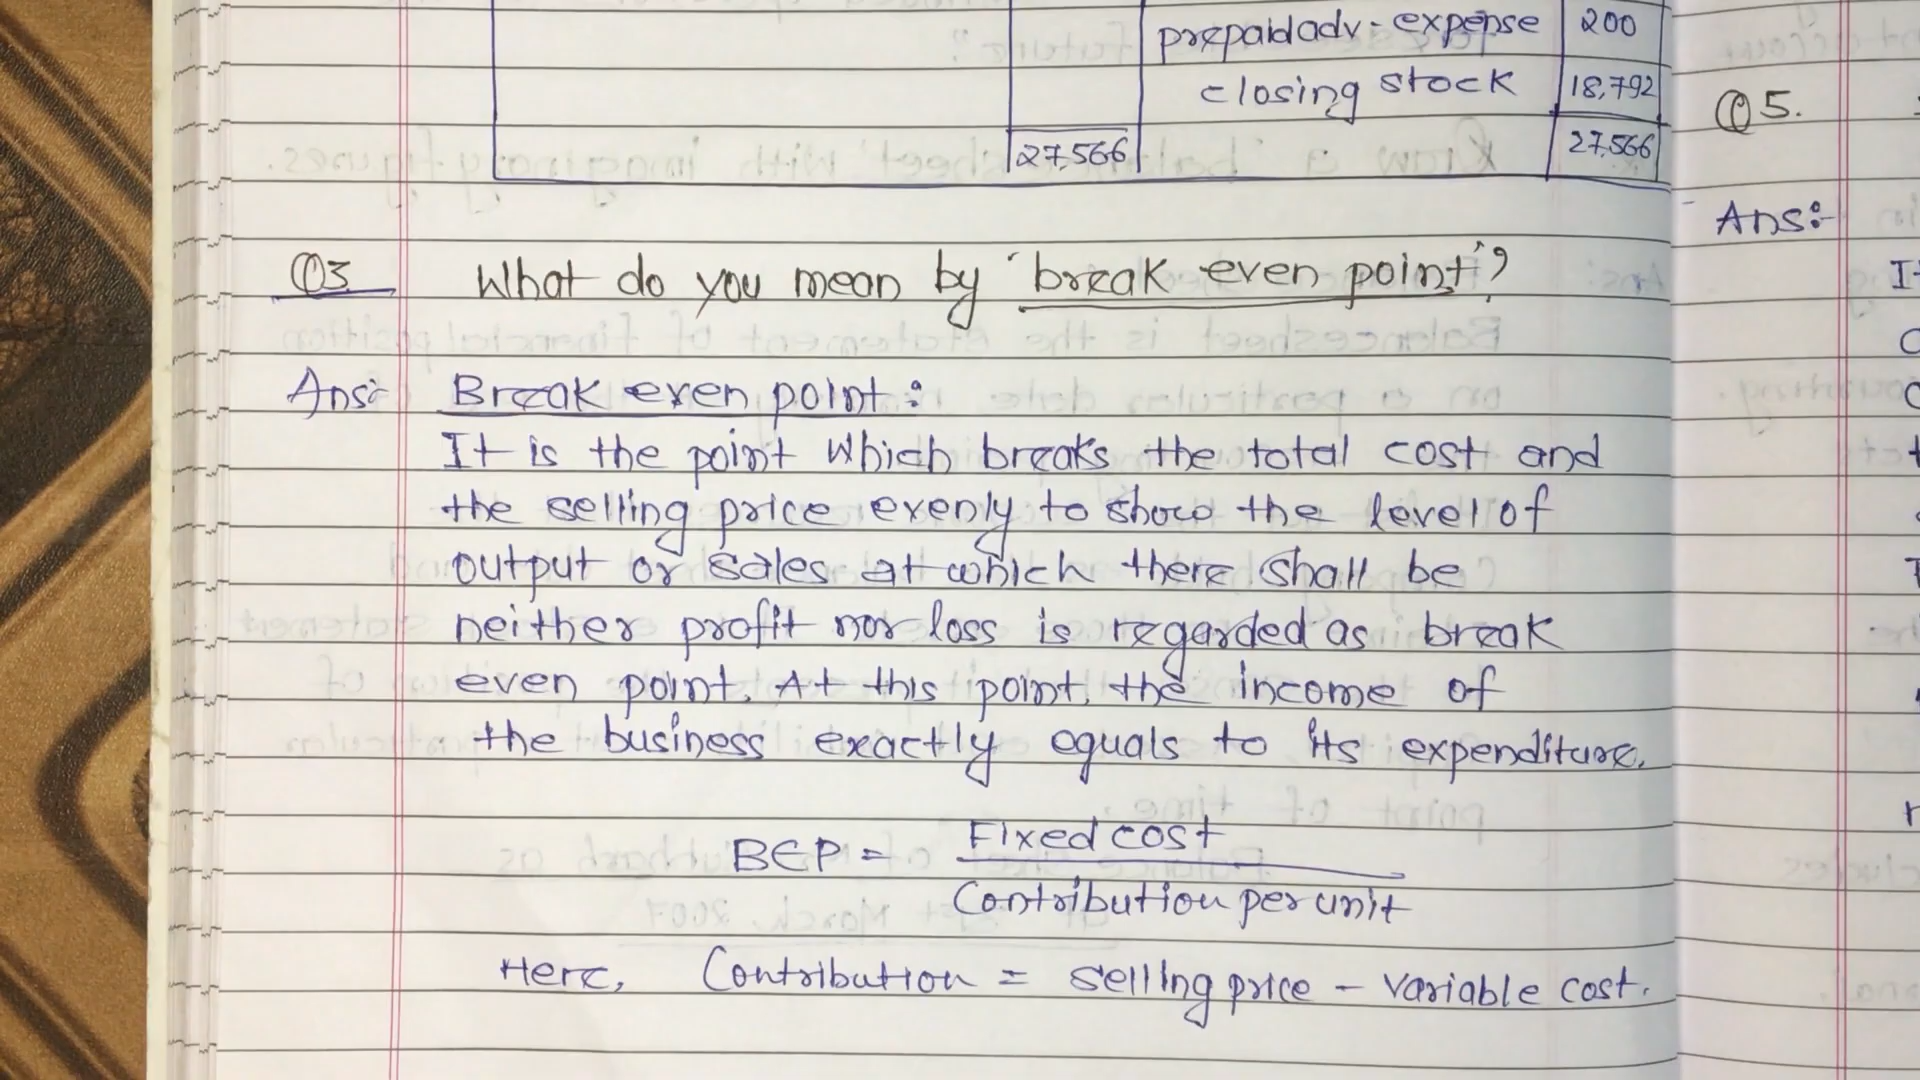 prepaid adv. expense 200
closing stock 18,792
27,566 27,566
Q3 What do you mean by 'break even point'?
Ans:- Break even point:
It is the point which breaks the total cost and
the selling price evenly to show the level of
output or sales at which there shall be
neither profit nor loss is regarded as break
even point. At this point, the income of
the business exactly equals to its expenditure.
BEP = Fixed cost
Contribution per unit
Here, Contribution = selling price - variable cost.
Q5.
Ans:-